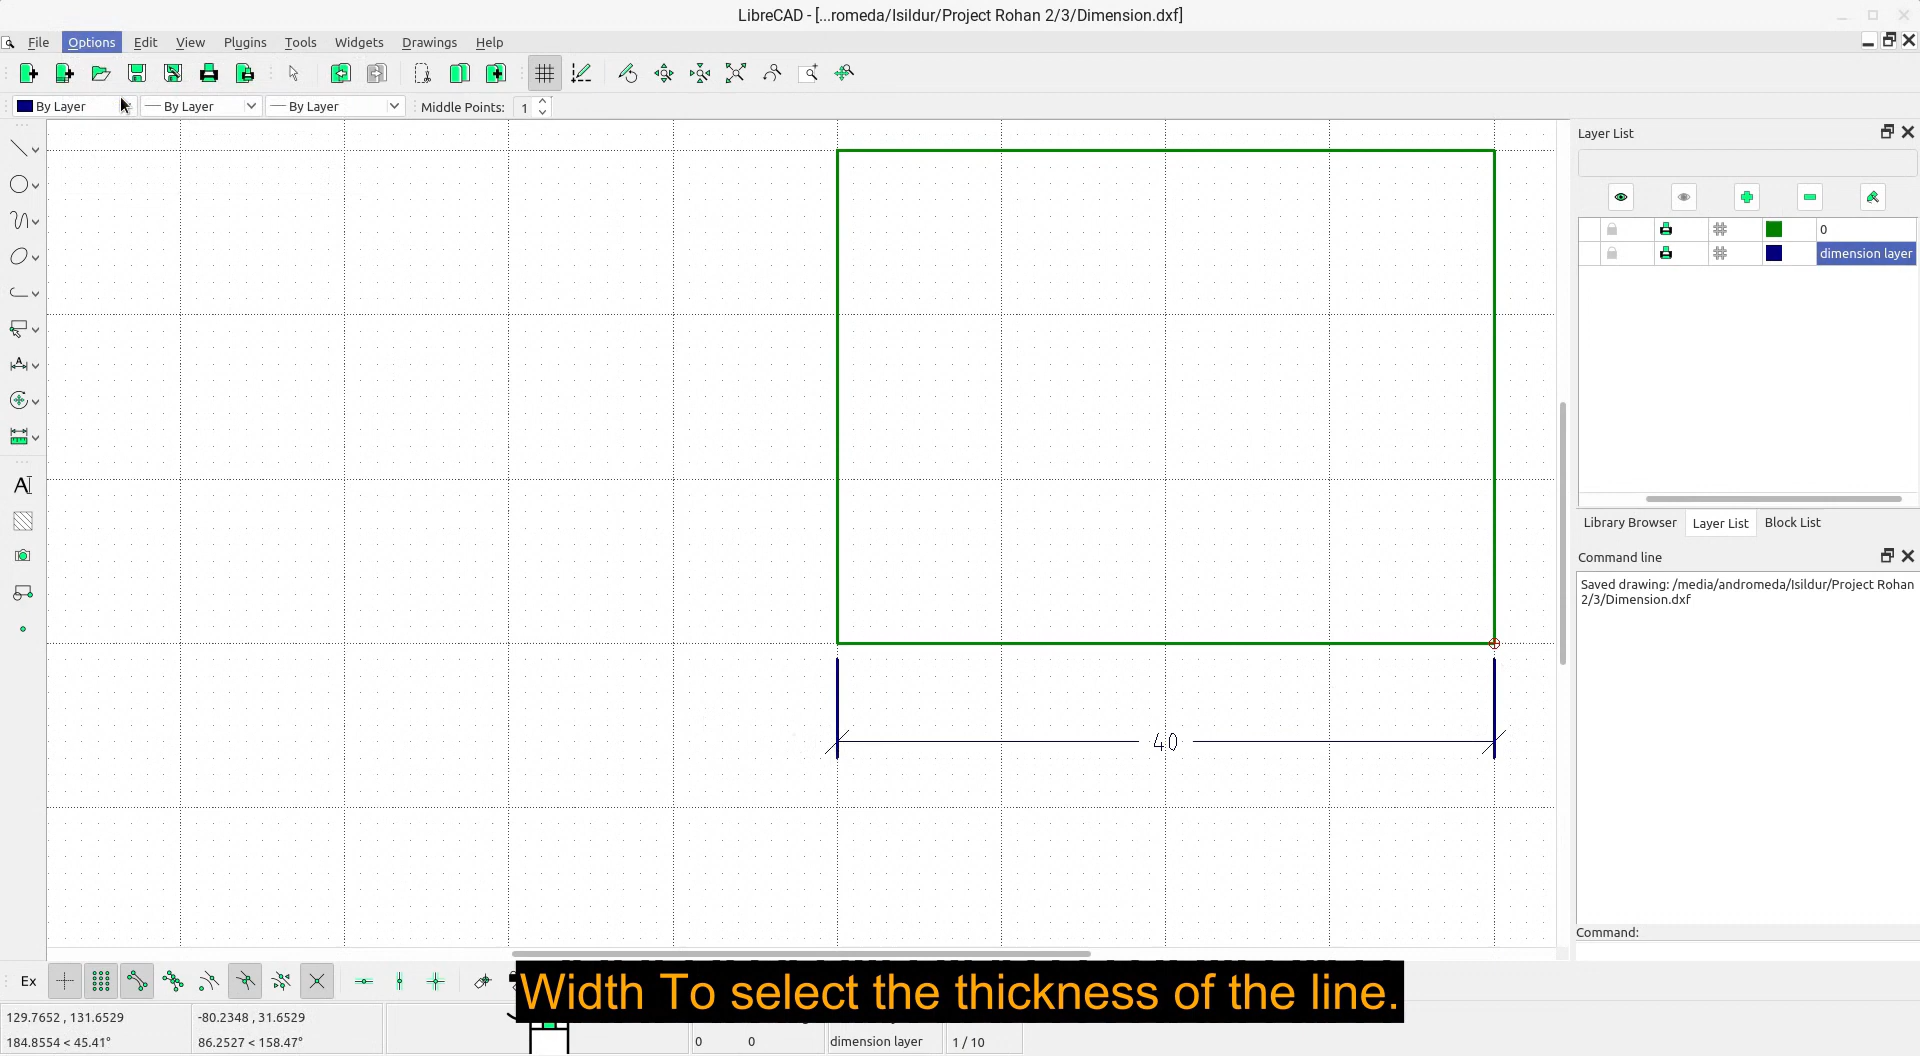 LibreCAD - [...romeda/Isildur/Project Rohan 2/3/Dimension.dxf]
File Options Edit View Plugins Tools Widgets Drawings Help
By Layer By Layer By Layer Middle Points: 1
Layer List
0
dimension layer
40
Library Browser Layer List Block List
Command line
Saved drawing: /media/andromeda/Isildur/Project Rohan
2/3/Dimension.dxf
Command:
Ex
Width To select the thickness of the line.
129.7652 , 131.6529 -80.2348 , 31.6529
184.8554 < 45.41° 86.2527 < 158.47° 0 0 dimension layer 1 / 10